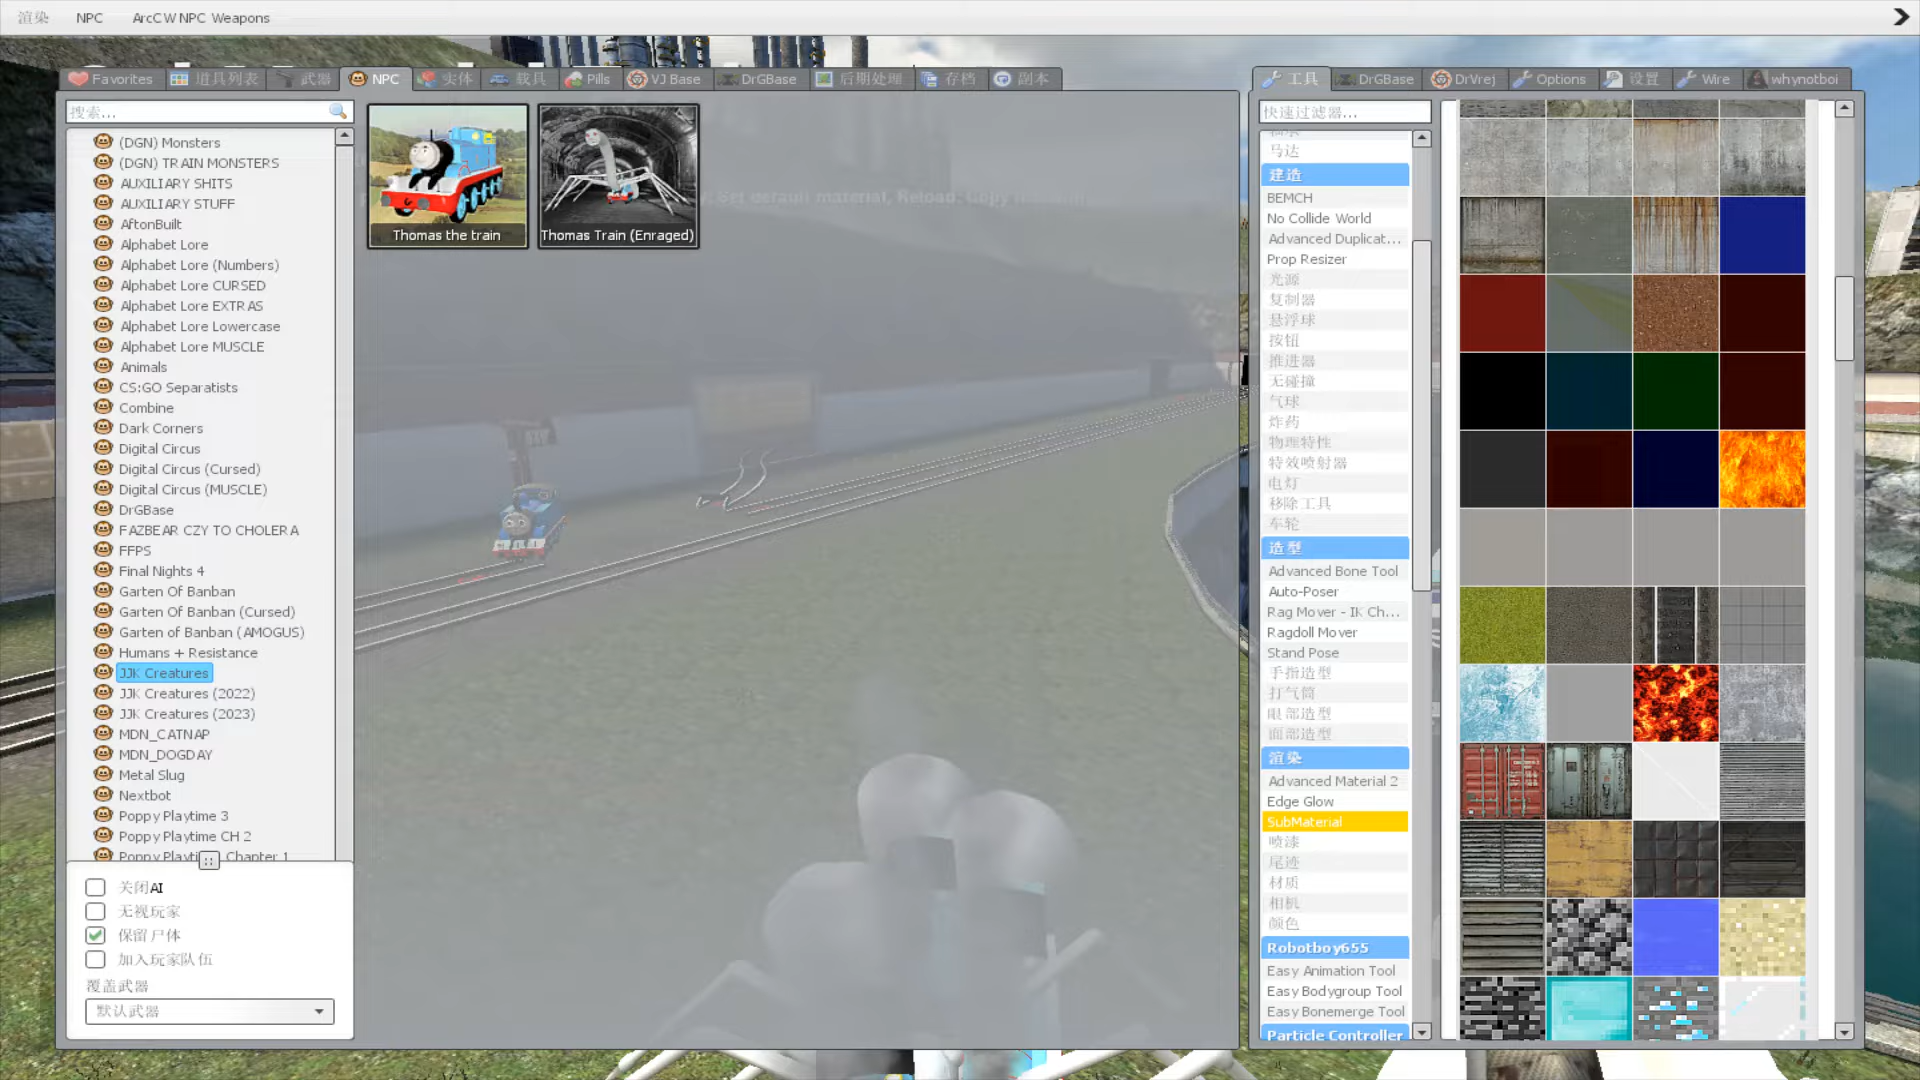 渲染 NPC ArcCW NPC Weapons
Favorites 道具列表 武器 NPC 实体 载具 Pills VJ Base DrGBase 后期处理 存档 副本
工具 DrGBase DrVrej Options 设置 Wire whynotboi
搜索...
(DGN) Monsters
(DGN) TRAIN MONSTERS
AUXILIARY SHITS
AUXILIARY STUFF
AftonBuilt
Alphabet Lore
Alphabet Lore (Numbers)
Alphabet Lore CURSED
Alphabet Lore EXTRAS
Alphabet Lore Lowercase
Alphabet Lore MUSCLE
Animals
CS:GO Separatists
Combine
Dark Corners
Digital Circus
Digital Circus (Cursed)
Digital Circus (MUSCLE)
DrGBase
FAZBEAR CZY TO CHOLERA
FFPS
Final Nights 4
Garten Of Banban
Garten Of Banban (Cursed)
Garten of Banban (AMOGUS)
Humans + Resistance
JJK Creatures
JJK Creatures (2022)
JJK Creatures (2023)
MDN_CATNAP
MDN_DOGDAY
Metal Slug
Nextbot
Poppy Playtime 3
Poppy Playtime CH 2
Chapter 1
关闭AI
无视玩家
保留尸体
加入玩家队伍
覆盖武器
默认武器
Thomas the train
Thomas Train (Enraged)
Set default material, Reload: Copy
快速过滤器...
马达
建造
BEMCH
No Collide World
Advanced Duplicat...
Prop Resizer
光源
复制器
悬浮球
按钮
推进器
无碰撞
气球
炸药
物理特性
特效喷射器
电灯
移除工具
车轮
造型
Advanced Bone Tool
Auto-Poser
Rag Mover - IK Ch...
Ragdoll Mover
Stand Pose
手指造型
打气筒
眼部造型
面部造型
渲染
Advanced Material 2
Edge Glow
SubMaterial
喷漆
尾迹
材质
相机
颜色
Robotboy655
Easy Animation Tool
Easy Bodygroup Tool
Easy Bonemerge Tool
Particle Controller